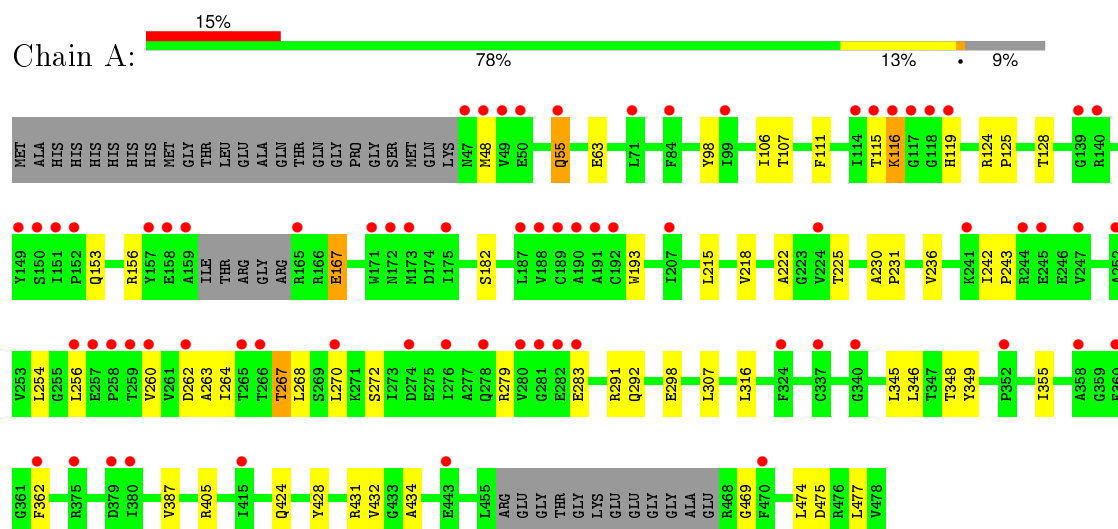 15%
Chain A:
78% 13% • 9%
MET ALA HIS HIS HIS HIS HIS HIS MET GLY THR LEU GLU ALA GLN THR GLN GLY PRO GLY SER MET GLN LYS N47 M48 V49 E50 Q55 E63 L71 F84 Y98 I99 I106 T107 F111 I114 T115 K116 G117 G118 H119 R124 P125 T128 G139 R140
Y149 S150 I151 P152 Q153 R156 Y157 E158 A159 ILE THR ARG GLY ARG R165 R166 E167 W171 N172 M173 D174 I175 S182 L187 V188 C189 A190 A191 C192 W193 I207 L215 V218 A222 G223 V224 T225 A230 P231 V236 K241 I242 P243 R244 E245 E246 V247 A252
V253 L254 G255 L256 E257 P258 T259 V260 V261 D262 A263 I264 T265 T266 T267 L268 S269 L270 K271 S272 I273 D274 E275 I276 A277 Q278 R279 V280 G281 E282 E283 R291 Q292 E298 L307 L316 F324 C337 G340 L345 L346 T347 T348 Y349 P352 I355 A358 G359 E360
G361 F362 R375 D379 I380 V387 R405 I415 Q424 Y428 R431 V432 G433 A434 E443 L455 ARG GLU GLY THR GLY LYS GLU GLU GLY GLY ALA GLU R468 G469 F470 L474 D475 R476 L477 V478